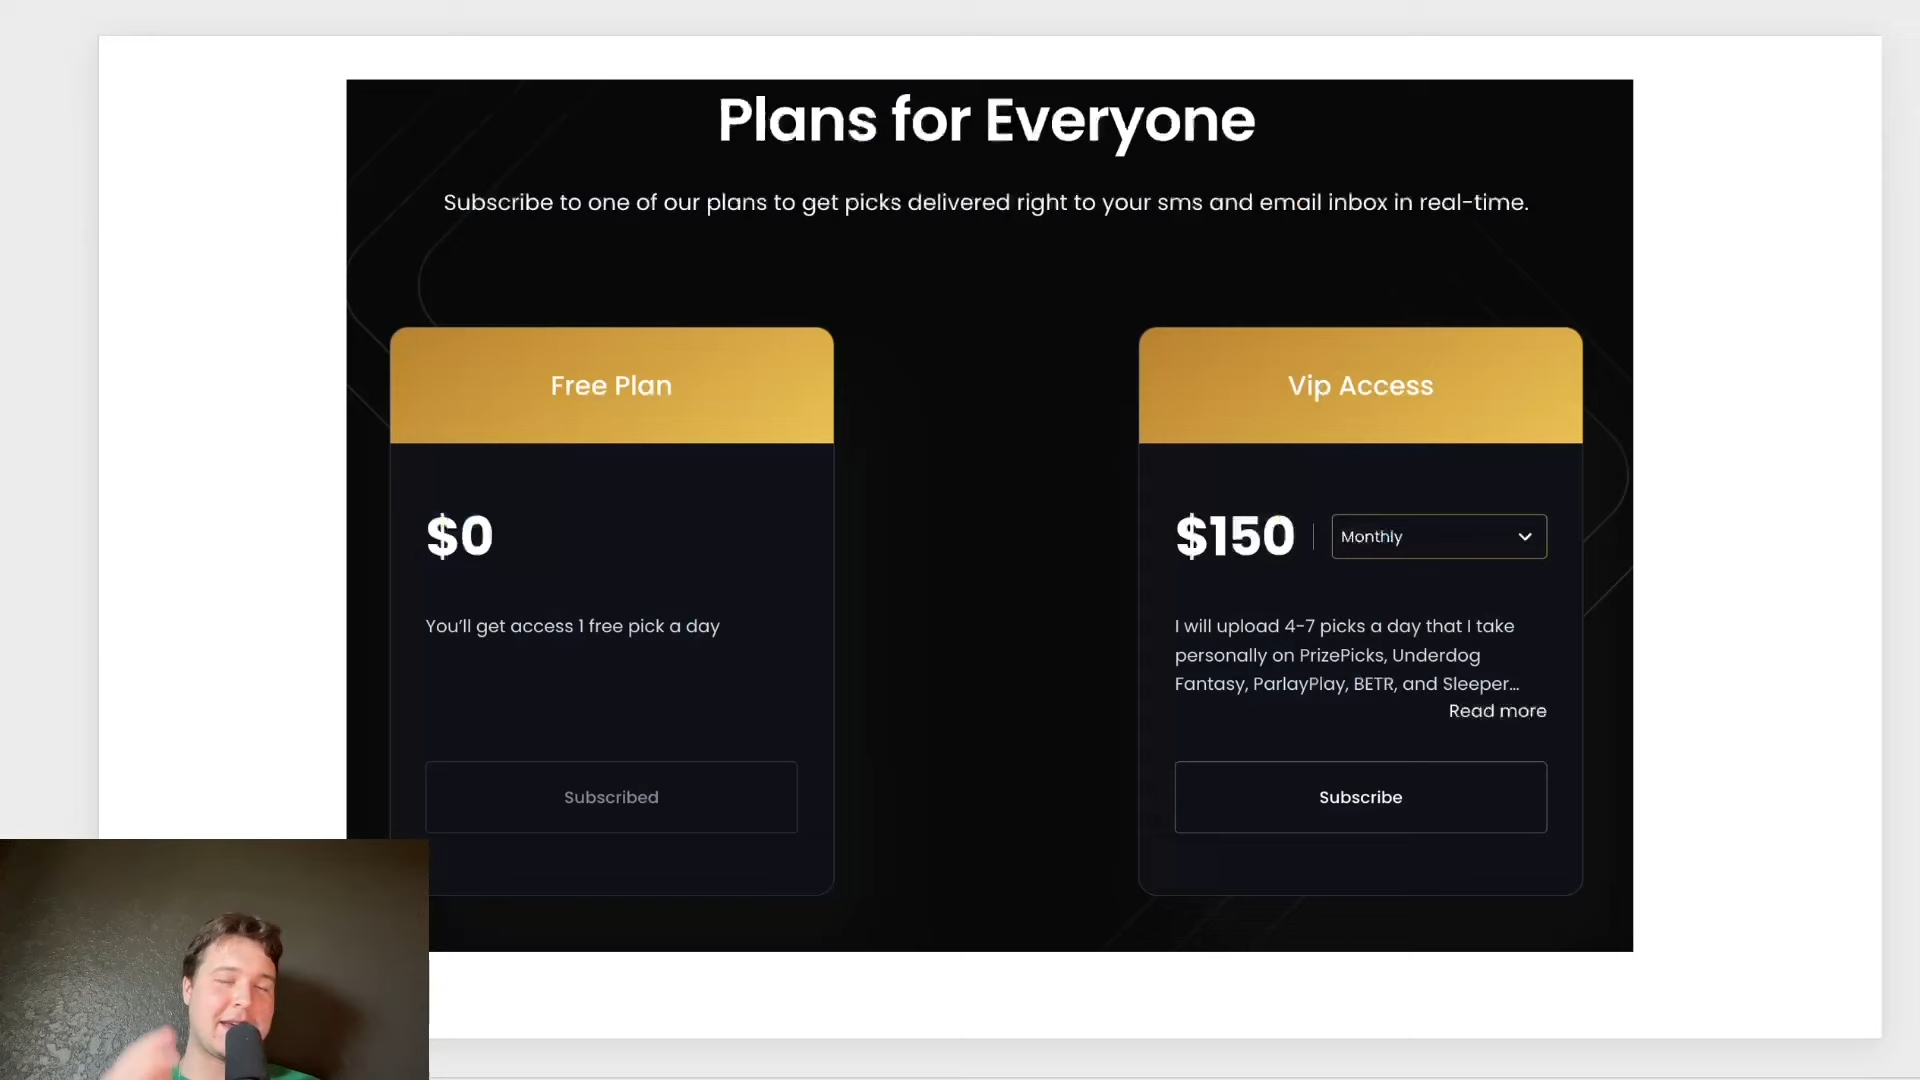 Plans for Everyone
Subscribe to one of our plans to get picks delivered right to your sms and email inbox in real-time.
Free Plan
$0
You'll get access 1 free pick a day
Subscribed
Vip Access
$150
Monthly
I will upload 4-7 picks a day that I take
personally on PrizePicks, Underdog
Fantasy, ParlayPlay, BETR, and Sleeper...
Read more
Subscribe